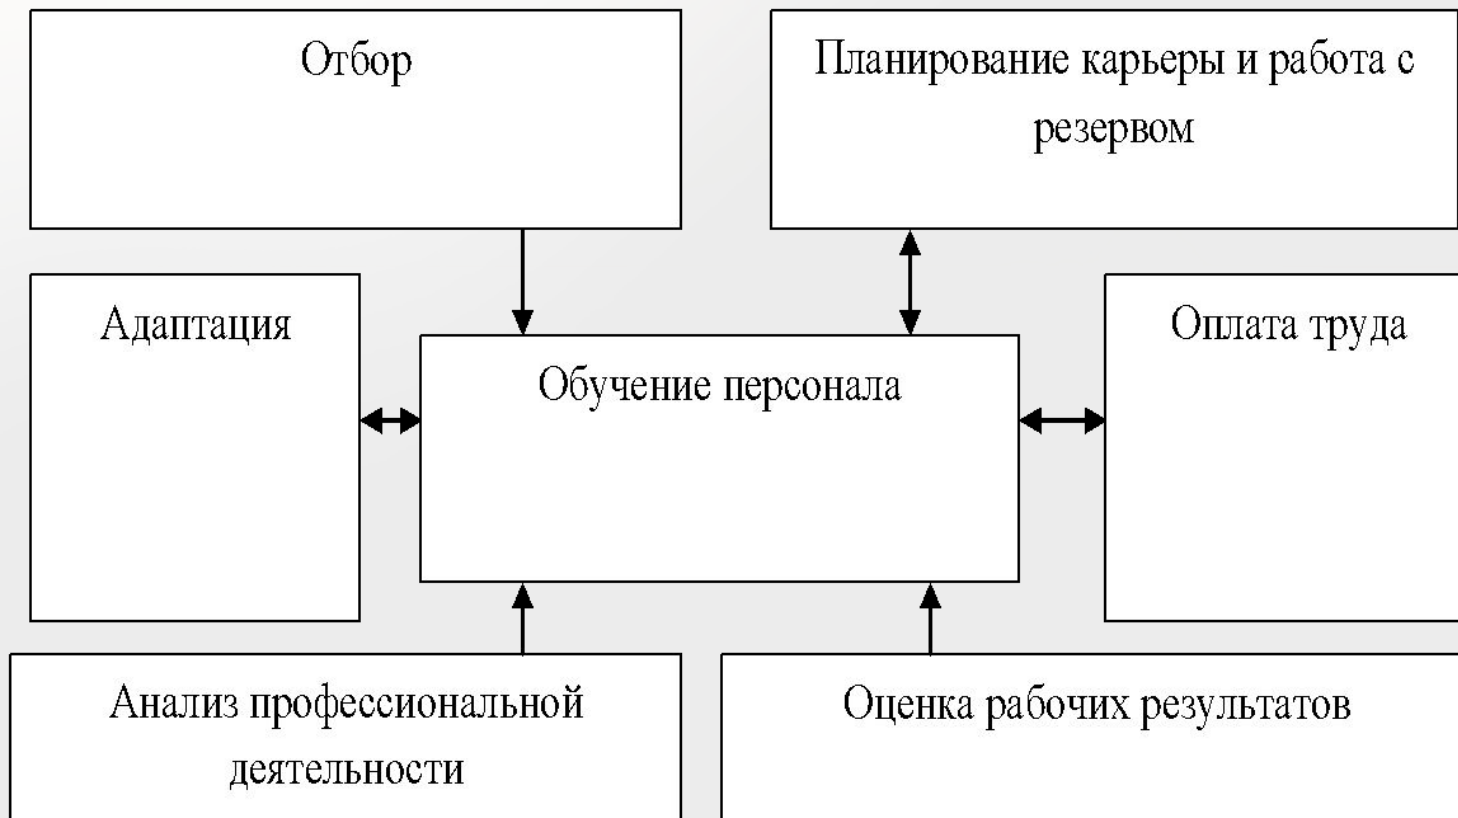 Отбор
Планирование карьеры и работа с
резервом
Адаптация
Обучение персонала
Оплата труда
Анализ профессиональной
деятельности
Оценка рабочих результатов